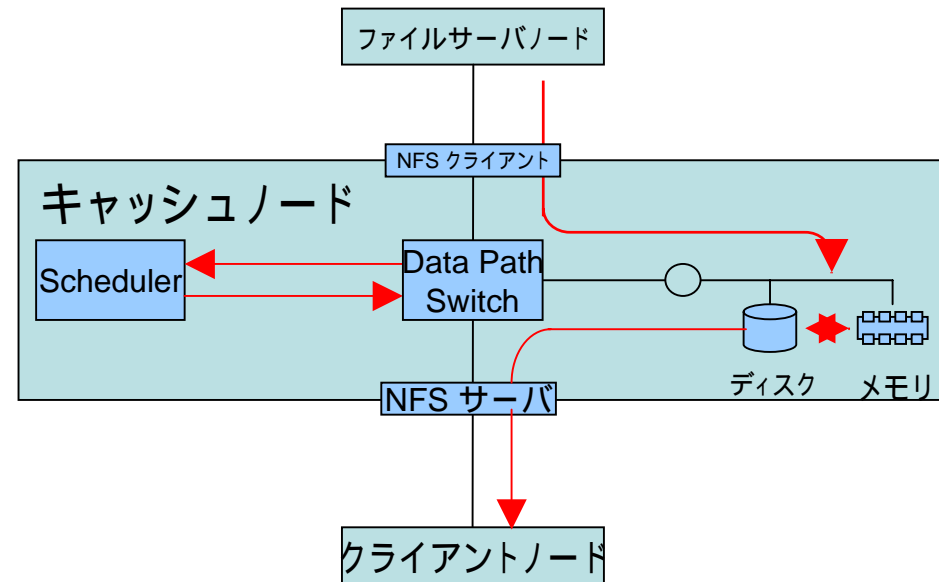 ファイルサーバノード
NFS クライアント
キャッシュノード
Scheduler
Data Path
Switch
ディスク
メモリ
NFS サーバ
クライアントノード